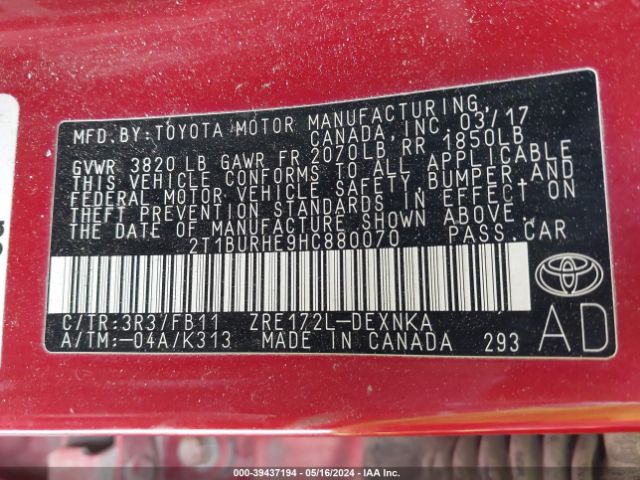 MFD.BY:TOYOTA MOTOR MANUFACTURING,
CANADA,INC 03/17
GVWR 3820 LB GAWR FR 2070LB RR 1850LB
THIS VEHICLE CONFORMS TO ALL APPLICABLE
FEDERAL MOTOR VEHICLE SAFETY,BUMPER,AND
THEFT PREVENTION STANDARDS IN EFFECT ON
THE DATE OF MANUFACTURE SHOWN ABOVE.
2T1BURHE9HC880070 PASS.CAR
C/TR:3R3/FB11 ZRE172L-DEXNKA
A/TM:-04A/K313 MADE IN CANADA 293
TOYOTA
AD
00-39437194 - 05/16/2024 - IAA Inc.